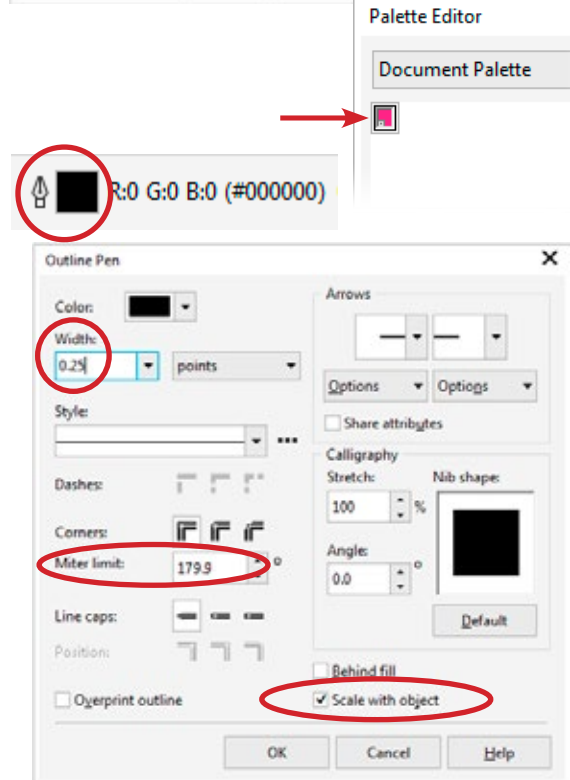 Palette Editor
Document Palette
R:0 G:0 B:0 (#000000)
Outline Pen
Color:
Width:
0.25 points
Style:
Dashes:
Corners:
Miter limit: 179.9 °
Line caps:
Position:
Overprint outline
Arrows
Options Options
Share attributes
Calligraphy
Stretch: Nib shape:
100 %
Angle:
0.0 °
Default
Behind fill
Scale with object
OK Cancel Help